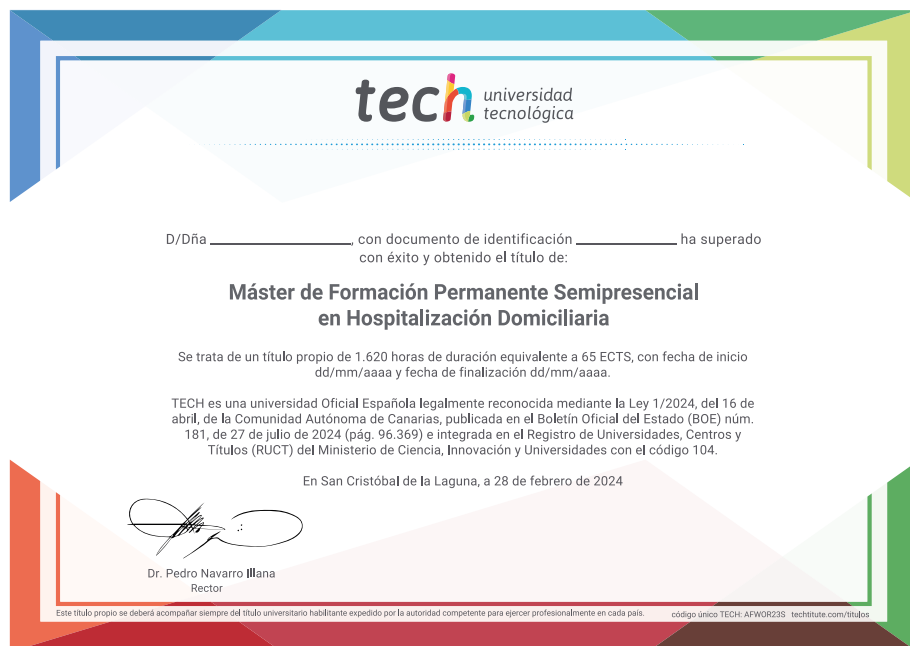 tech universidad
tecnológica
D/Dña ____________________, con documento de identificación ______________ ha superado
con éxito y obtenido el título de:
Máster de Formación Permanente Semipresencial
en Hospitalización Domiciliaria
Se trata de un título propio de 1.620 horas de duración equivalente a 65 ECTS, con fecha de inicio
dd/mm/aaaa y fecha de finalización dd/mm/aaaa.
TECH es una universidad Oficial Española legalmente reconocida mediante la Ley 1/2024, del 16 de
abril, de la Comunidad Autónoma de Canarias, publicada en el Boletín Oficial del Estado (BOE) núm.
181, de 27 de julio de 2024 (pág. 96.369) e integrada en el Registro de Universidades, Centros y
Títulos (RUCT) del Ministerio de Ciencia, Innovación y Universidades con el código 104.
En San Cristóbal de la Laguna, a 28 de febrero de 2024
Dr. Pedro Navarro Illana
Rector
Este título propio se deberá acompañar siempre del título universitario habilitante expedido por la autoridad competente para ejercer profesionalmente en cada país. código único TECH: AFWOR23S techtitute.com/titulos